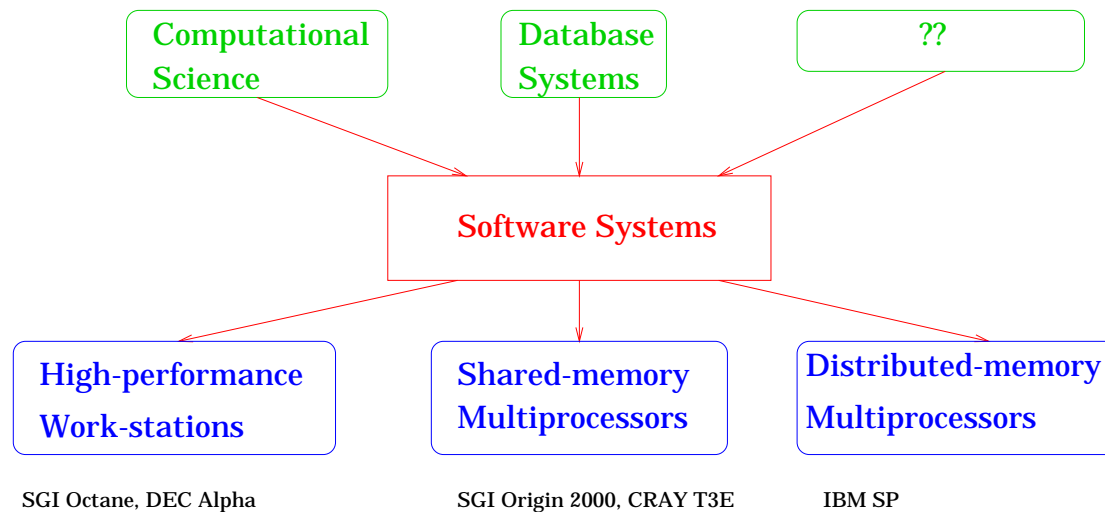 Computational
Science
Database
Systems
??
Software Systems
High-performance
Work-stations
Shared-memory
Multiprocessors
Distributed-memory
Multiprocessors
SGI Octane, DEC Alpha
SGI Origin 2000, CRAY T3E
IBM SP